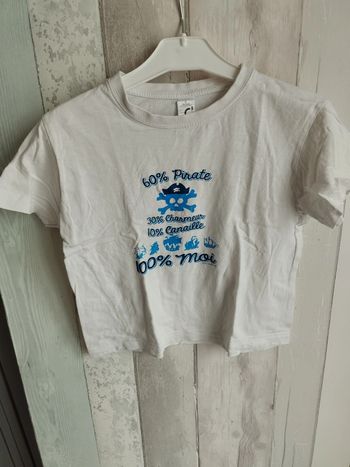 60% Pirate
30% Charmeur
10% Canaille
100% Moi